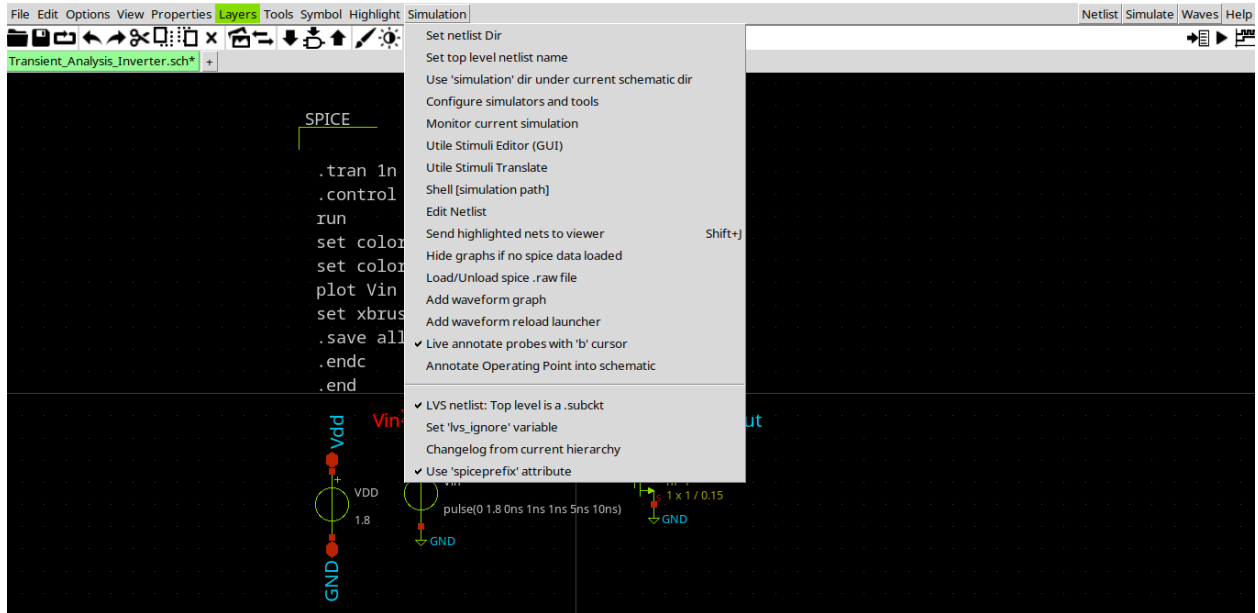 File Edit Options View Properties Layers Tools Symbol Highlight Simulation Netlist Simulate Waves Help
Transient_Analysis_Inverter.sch* +
Set netlist Dir
Set top level netlist name
Use 'simulation' dir under current schematic dir
Configure simulators and tools
Monitor current simulation
Utile Stimuli Editor (GUI)
Utile Stimuli Translate
Shell [simulation path]
Edit Netlist
Send highlighted nets to viewer Shift+J
Hide graphs if no spice data loaded
Load/Unload spice .raw file
Add waveform graph
Add waveform reload launcher
Live annotate probes with 'b' cursor
Annotate Operating Point into schematic
LVS netlist: Top level is a .subckt
Set 'lvs_ignore' variable
Changelog from current hierarchy
Use 'spiceprefix' attribute
SPICE
.tran 1n
.control
run
set color
set color
plot Vin
set xbrus
.save all
.endc
.end
Vdd
Vin
ut
VDD
1.8
GND
pulse(0 1.8 0ns 1ns 1ns 5ns 10ns)
GND
1 x 1 / 0.15
GND